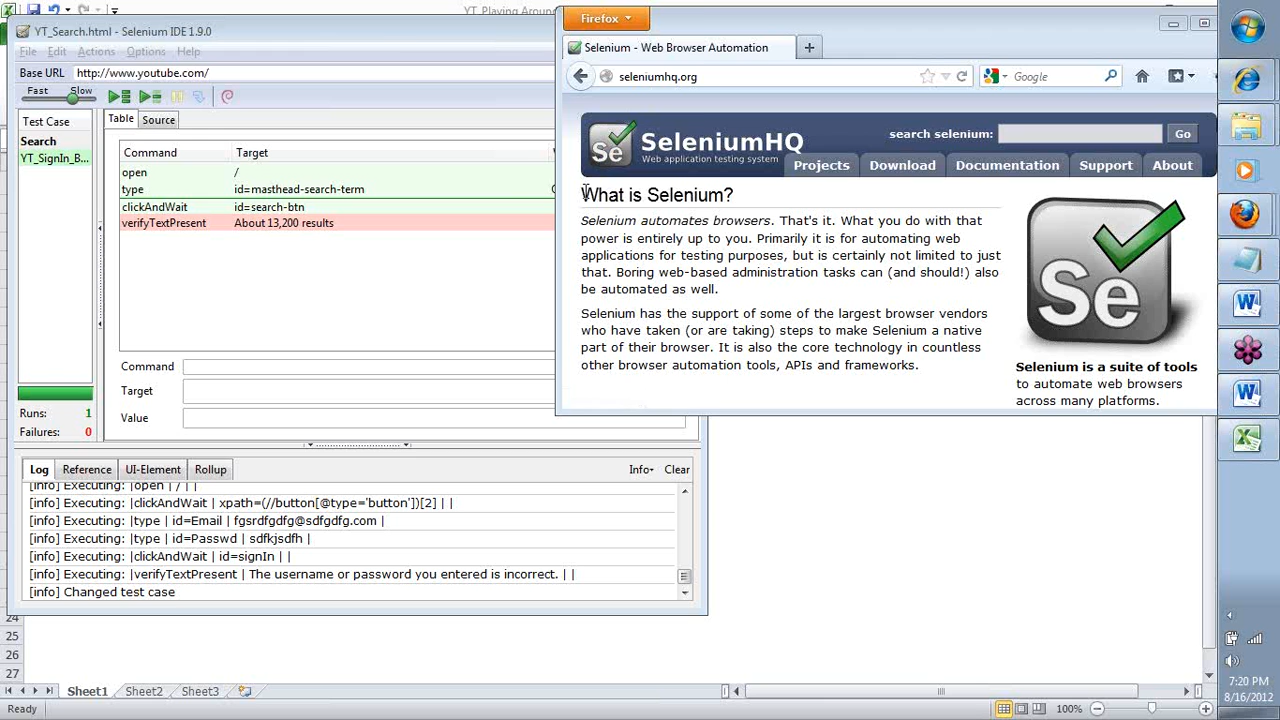 YT_Playing Around
YT_Search.html - Selenium IDE 1.9.0
File Edit Actions Options Help
Base URL http://www.youtube.com/
Fast Slow
Test Case
Search
YT_SignIn_B...
Table Source
Command Target
open /
type id=masthead-search-term
clickAndWait id=search-btn
verifyTextPresent About 13,200 results
Command
Target
Value
Runs: 1
Failures: 0
Log Reference UI-Element Rollup Info Clear
[info] Executing: |open | / | |
[info] Executing: |clickAndWait | xpath=(//button[@type='button'])[2] | |
[info] Executing: |type | id=Email | fgsrdfgdfg@sdfgdfg.com |
[info] Executing: |type | id=Passwd | sdfkjsdfh |
[info] Executing: |clickAndWait | id=signIn | |
[info] Executing: |verifyTextPresent | The username or password you entered is incorrect. | |
[info] Changed test case
Firefox
Selenium - Web Browser Automation
seleniumhq.org
Google
Se
SeleniumHQ
Web application testing system
search selenium: Go
Projects Download Documentation Support About
What is Selenium?
Selenium automates browsers. That's it. What you do with that
power is entirely up to you. Primarily it is for automating web
applications for testing purposes, but is certainly not limited to just
that. Boring web-based administration tasks can (and should!) also
be automated as well.
Selenium has the support of some of the largest browser vendors
who have taken (or are taking) steps to make Selenium a native
part of their browser. It is also the core technology in countless
other browser automation tools, APIs and frameworks.
Se
Selenium is a suite of tools
to automate web browsers
across many platforms.
24
25
26
27
Sheet1 Sheet2 Sheet3
Ready
100%
7:20 PM
8/16/2012